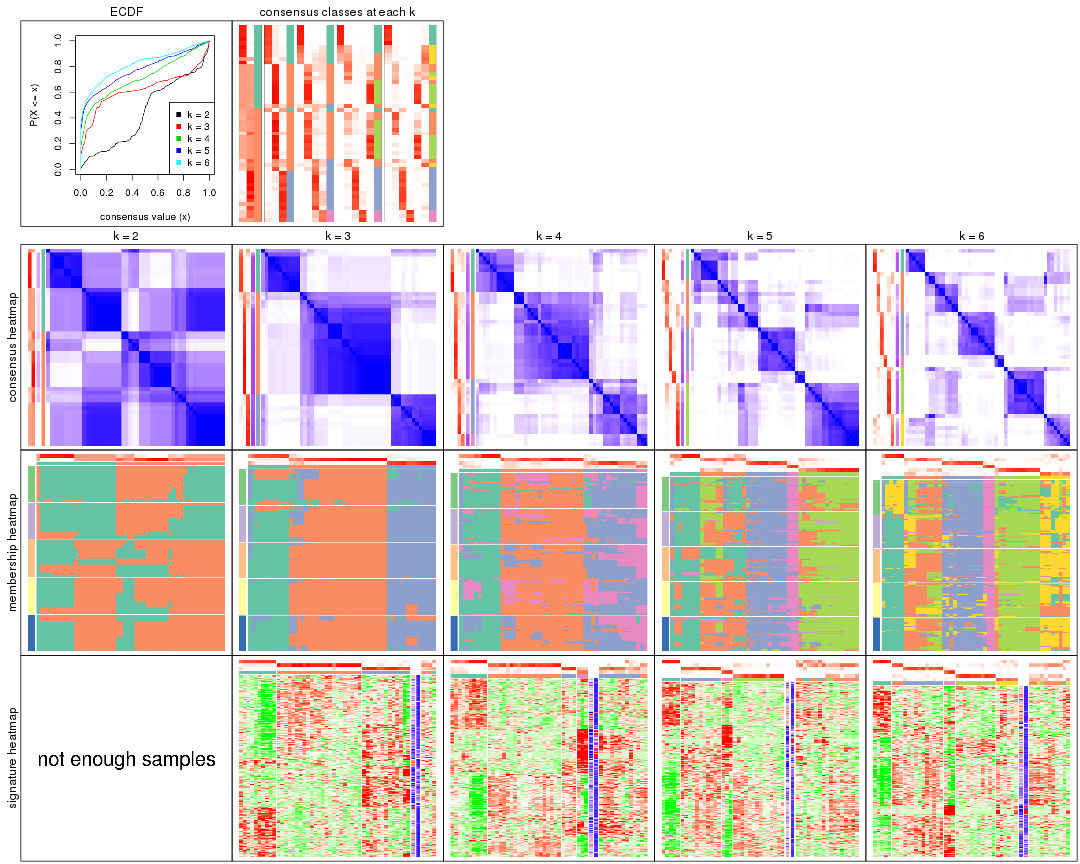 ECDF
consensus classes at each k
P(X <= x)
0.0 0.2 0.4 0.6 0.8 1.0
k = 2
k = 3
k = 4
k = 5
k = 6
0.0 0.2 0.4 0.6 0.8 1.0
consensus value (x)
k = 2
k = 3
k = 4
k = 5
k = 6
consensus heatmap
membership heatmap
signature heatmap
not enough samples